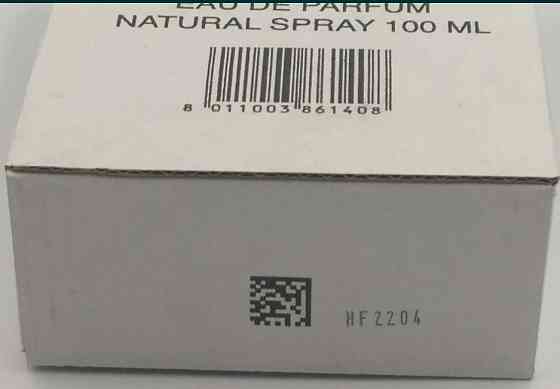 EAU DE PARFUM
NATURAL SPRAY 100 ML
8 011003 861408
HF2204